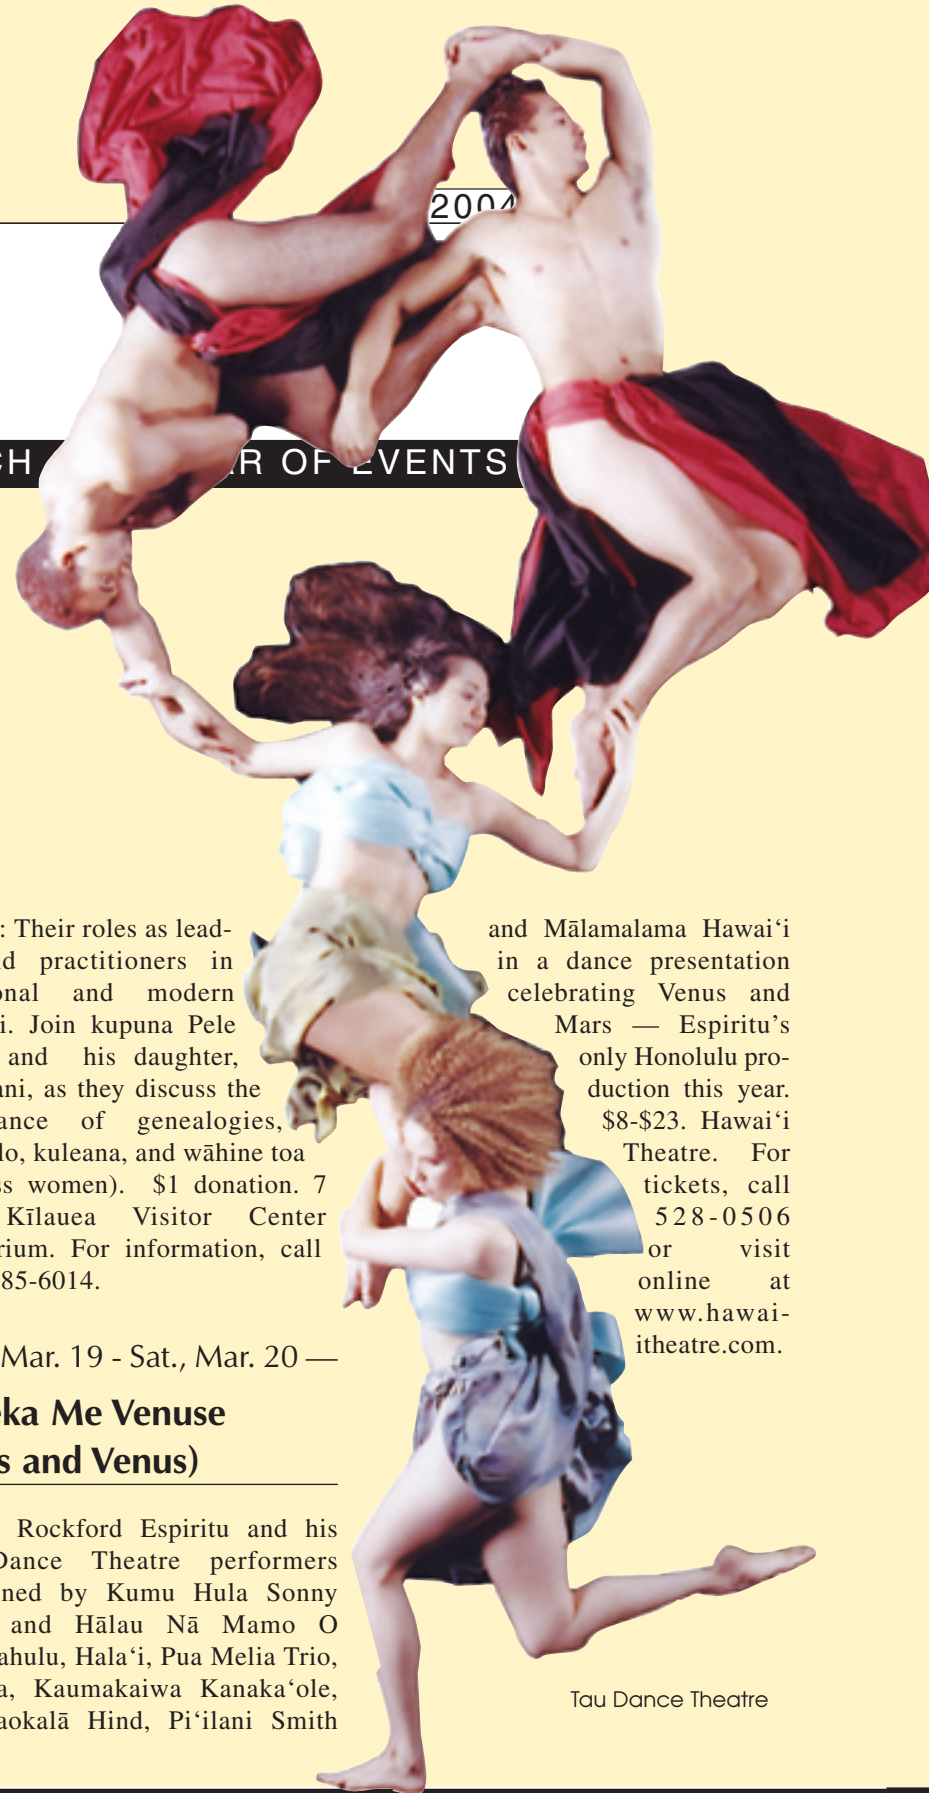 2004
CH AR OF EVENTS
: Their roles as lead-
d practitioners in
onal and modern
i. Join kupuna Pele
and his daughter,
ani, as they discuss the
ance of genealogies,
lo, kuleana, and wāhine toa
ss women). $1 donation. 7
Kīlauea Visitor Center
rium. For information, call
85-6014.
Mar. 19 - Sat., Mar. 20 —
eka Me Venuse
s and Venus)
Rockford Espiritu and his
Dance Theatre performers
ned by Kumu Hula Sonny
and Hālau Nā Mamo O
ahulu, Hala‘i, Pua Melia Trio,
a, Kaumakaiwa Kanaka‘ole,
aokalā Hind, Pi‘ilani Smith
and Mālamalama Hawai‘i
in a dance presentation
celebrating Venus and
Mars — Espiritu’s
only Honolulu pro-
duction this year.
$8-$23. Hawai‘i
Theatre. For
tickets, call
528-0506
or visit
online at
www.hawai-
itheatre.com.
Tau Dance Theatre